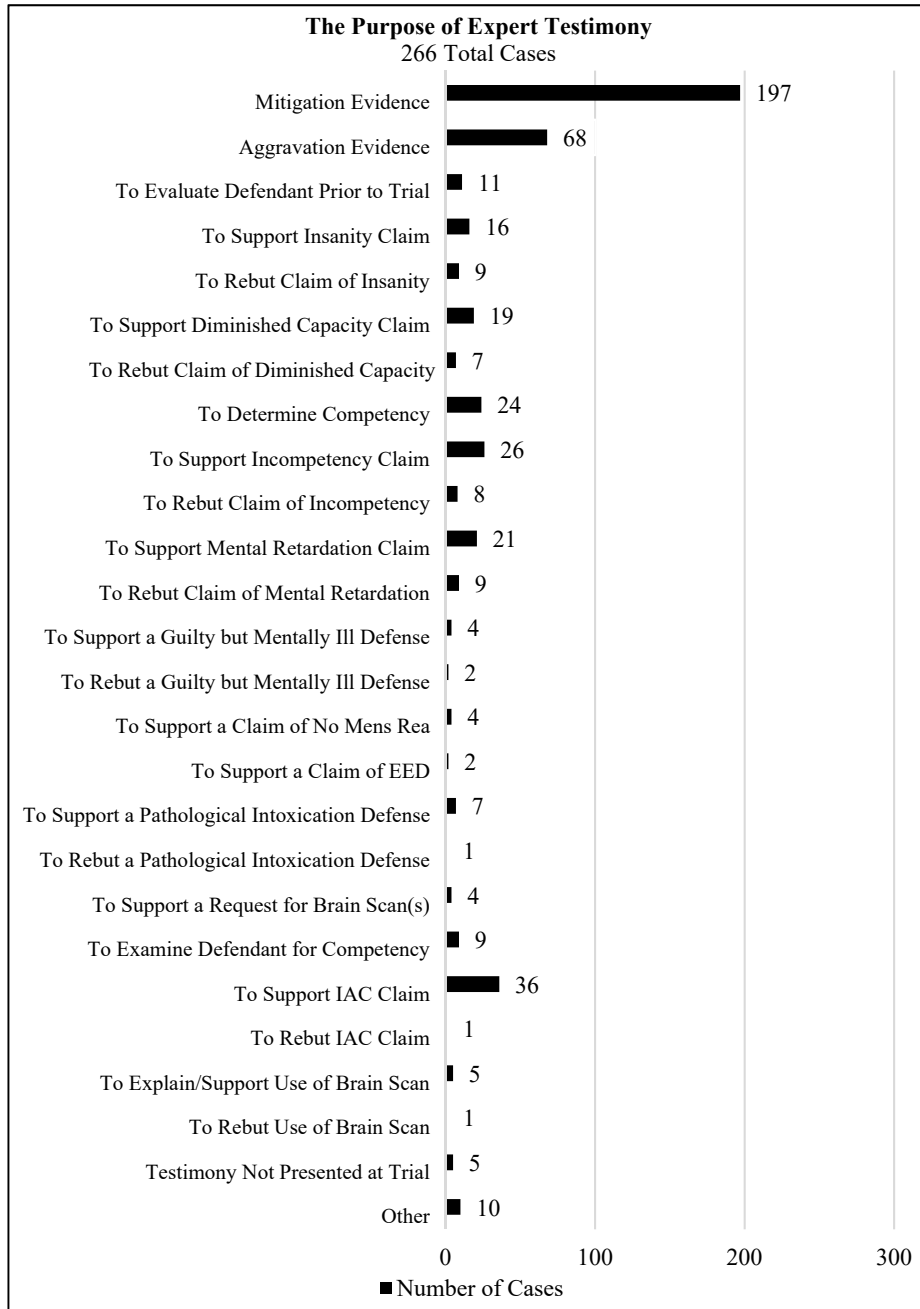 The Purpose of Expert Testimony
266 Total Cases
Mitigation Evidence 197
Aggravation Evidence 68
To Evaluate Defendant Prior to Trial 11
To Support Insanity Claim 16
To Rebut Claim of Insanity 9
To Support Diminished Capacity Claim 19
To Rebut Claim of Diminished Capacity 7
To Determine Competency 24
To Support Incompetency Claim 26
To Rebut Claim of Incompetency 8
To Support Mental Retardation Claim 21
To Rebut Claim of Mental Retardation 9
To Support a Guilty but Mentally Ill Defense 4
To Rebut a Guilty but Mentally Ill Defense 2
To Support a Claim of No Mens Rea 4
To Support a Claim of EED 2
To Support a Pathological Intoxication Defense 7
To Rebut a Pathological Intoxication Defense 1
To Support a Request for Brain Scan(s) 4
To Examine Defendant for Competency 9
To Support IAC Claim 36
To Rebut IAC Claim 1
To Explain/Support Use of Brain Scan 5
To Rebut Use of Brain Scan 1
Testimony Not Presented at Trial 5
Other 10
0 100 200 300
Number of Cases